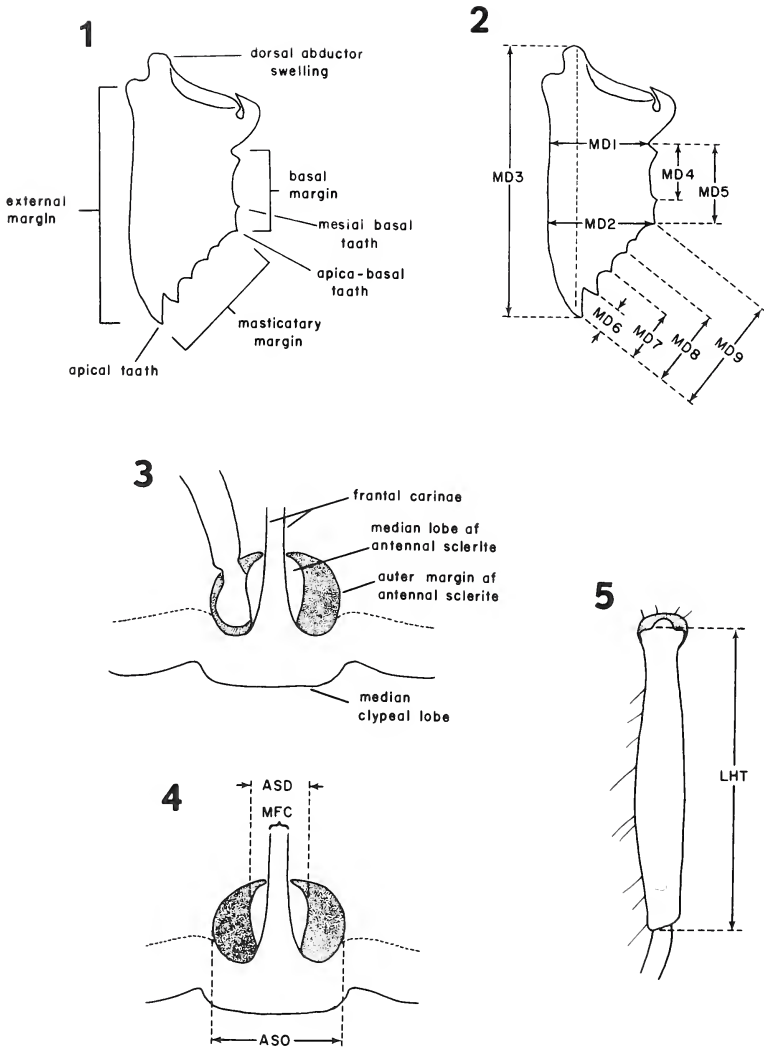 1
dorsal abductor
swelling
external
margin
basal
margin
mesial basal
taath
apica-basal
taath
masticatary
margin
apical taath
2
MD1
MD2
MD3
MD4
MD5
MD6
MD7
MD8
MD9
3
frantal carinae
median lobe af
antennal sclerite
auter margin af
antennal sclerite
median
clypeal lobe
4
ASD
MFC
ASO
5
LHT